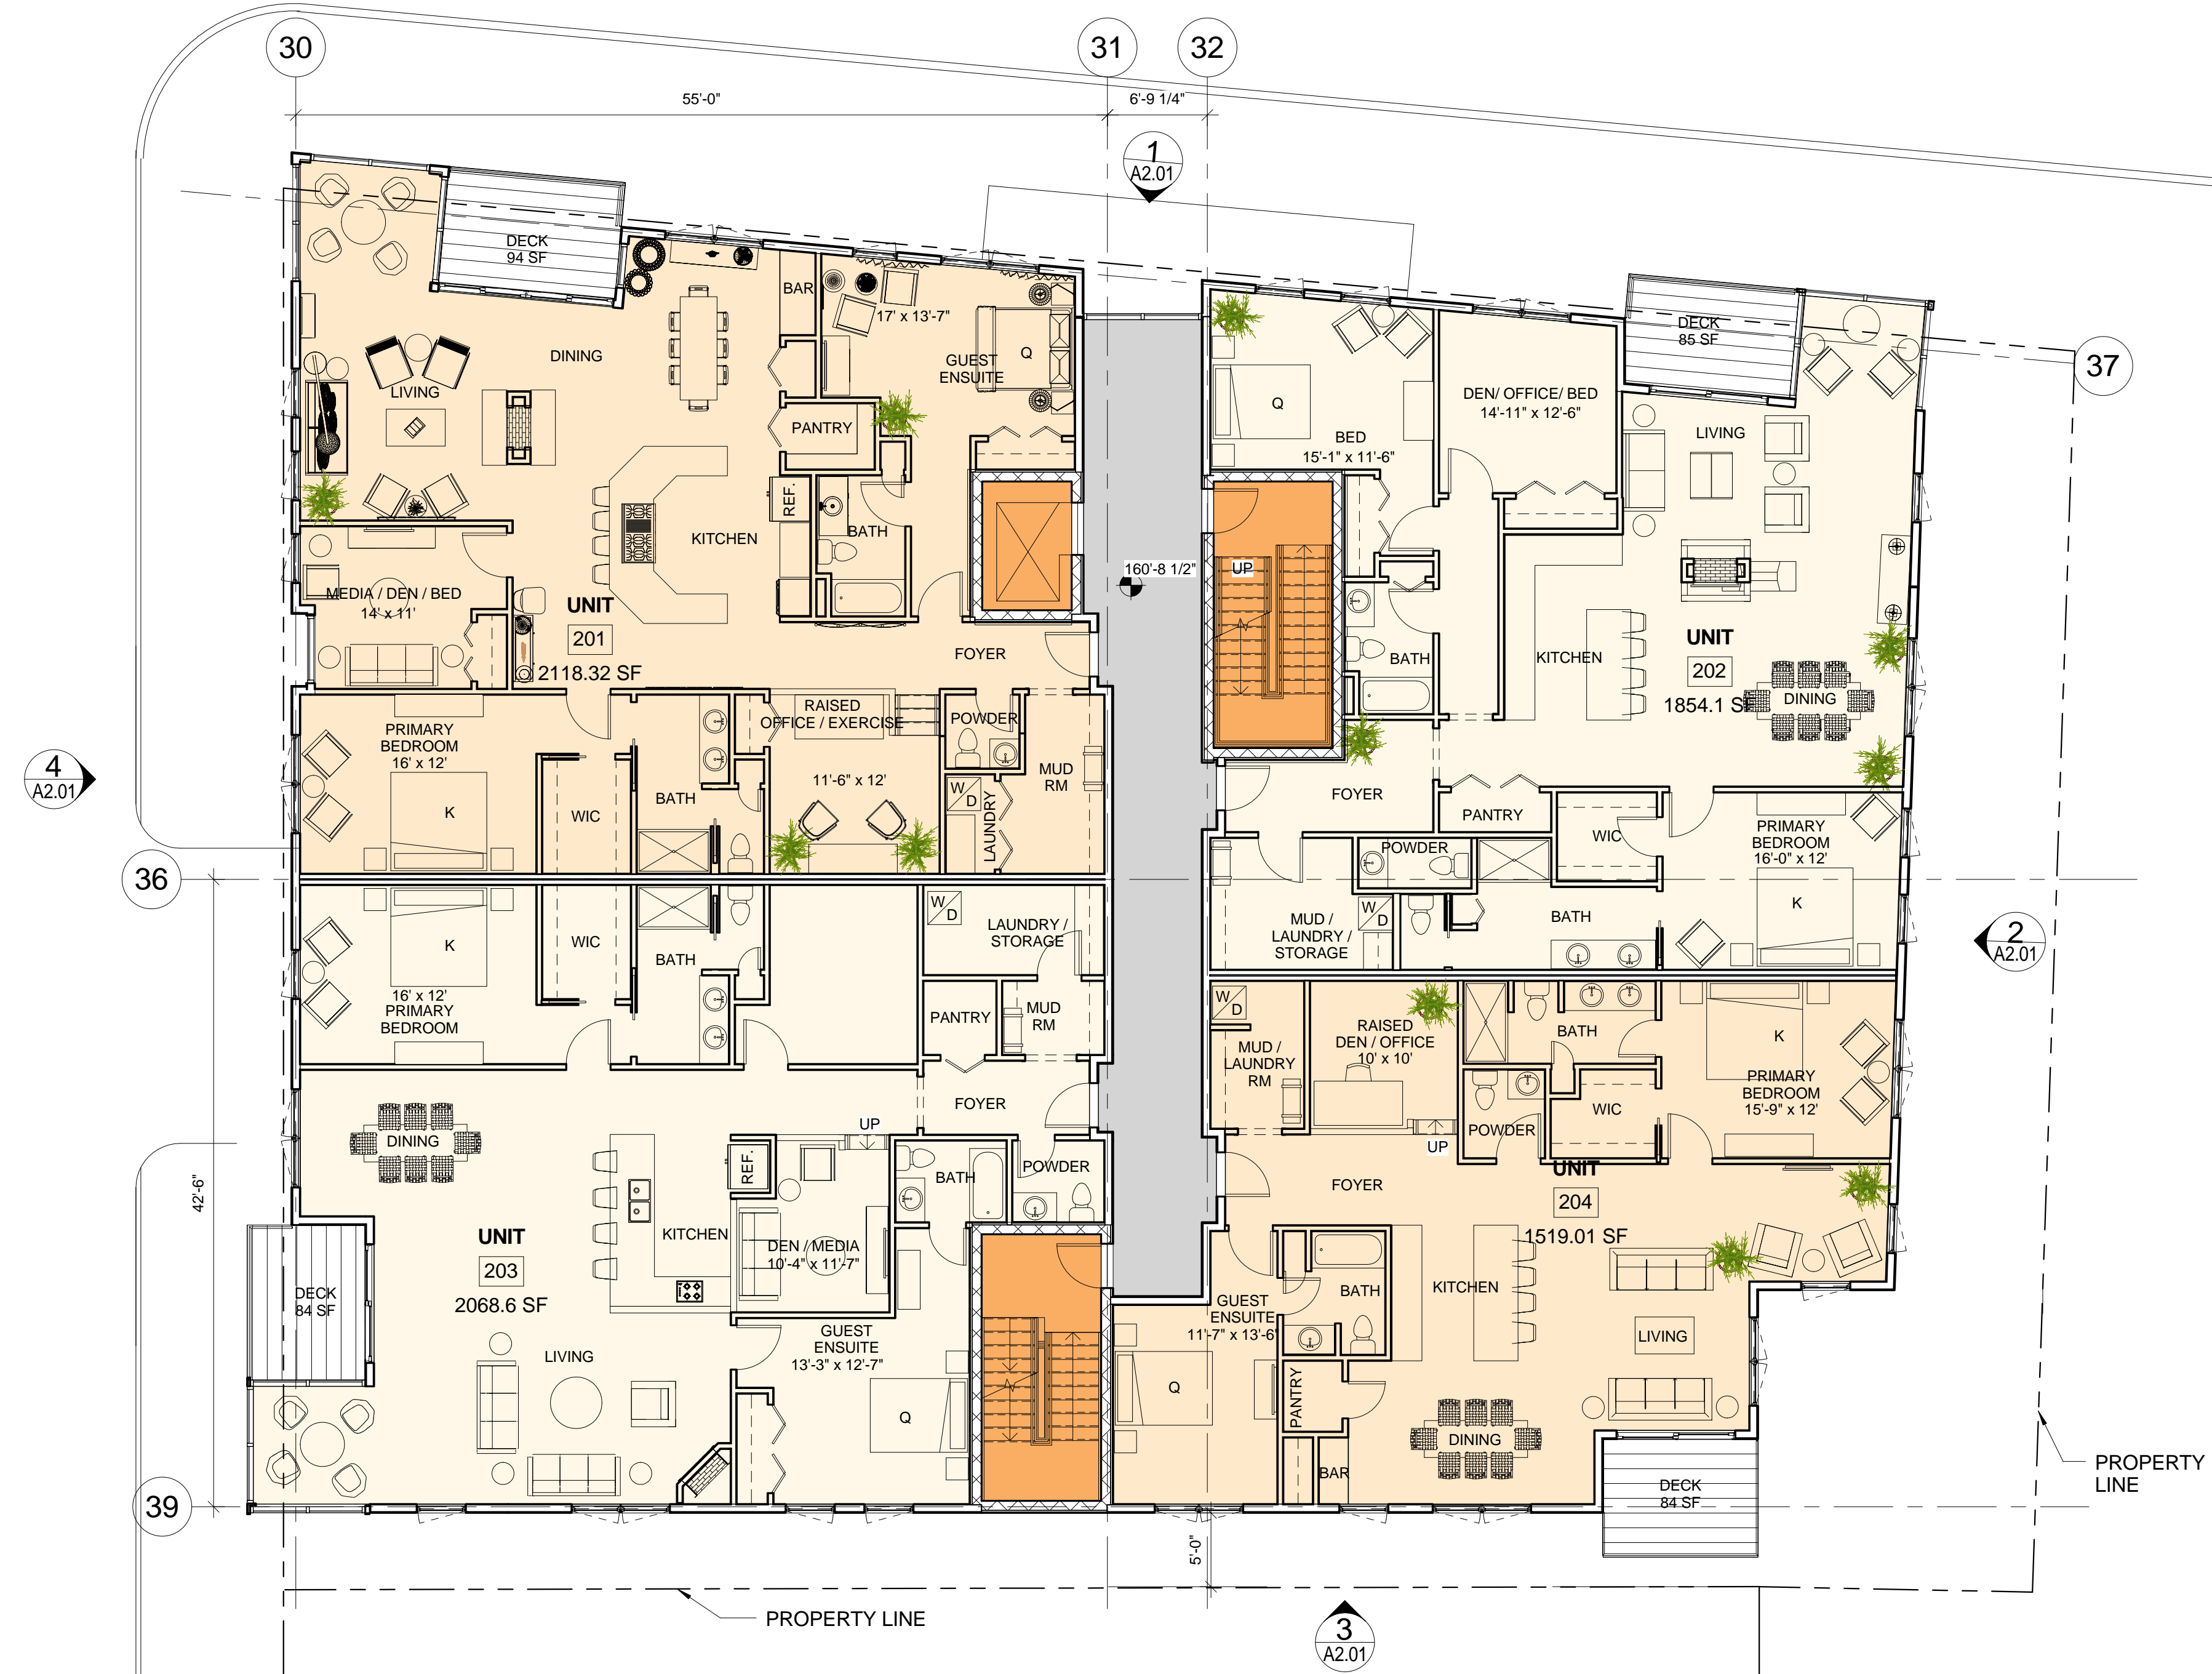 30
31
32
55'-0"
6'-9 1/4"
1
A2.01
DECK
94 SF
BAR
17' x 13'-7"
DINING
GUEST
ENSUITE
Q
LIVING
PANTRY
REF.
BATH
KITCHEN
MEDIA / DEN / BED
14' x 11'
UNIT
201
2118.32 SF
FOYER
RAISED
OFFICE / EXERCISE
11'-6" x 12'
POWDER
MUD
RM
W
D
LAUNDRY
PRIMARY
BEDROOM
16' x 12'
K
WIC
BATH
160'-8 1/2"
UP
Q
BED
15'-1" x 11'-6"
DEN/ OFFICE/ BED
14'-11" x 12'-6"
DECK
85 SF
37
LIVING
BATH
KITCHEN
UNIT
202
1854.1 SF
DINING
FOYER
PANTRY
WIC
PRIMARY
BEDROOM
16'-0" x 12'
K
POWDER
MUD /
LAUNDRY /
STORAGE
W
D
BATH
4
A2.01
36
2
A2.01
K
16' x 12'
PRIMARY
BEDROOM
WIC
BATH
W
D
LAUNDRY /
STORAGE
PANTRY
MUD
RM
FOYER
UP
DINING
REF.
KITCHEN
BATH
POWDER
DEN / MEDIA
10'-4" x 11'-7"
UNIT
203
2068.6 SF
DECK
84 SF
LIVING
GUEST
ENSUITE
13'-3" x 12'-7"
Q
42'-6"
39
W
D
MUD /
LAUNDRY
RM
RAISED
DEN / OFFICE
10' x 10'
UP
BATH
POWDER
WIC
K
PRIMARY
BEDROOM
15'-9" x 12'
FOYER
UNIT
204
1519.01 SF
KITCHEN
BATH
GUEST
ENSUITE
11'-7" x 13'-6"
Q
PANTRY
BAR
LIVING
DINING
DECK
84 SF
PROPERTY
LINE
5'-0"
PROPERTY LINE
3
A2.01